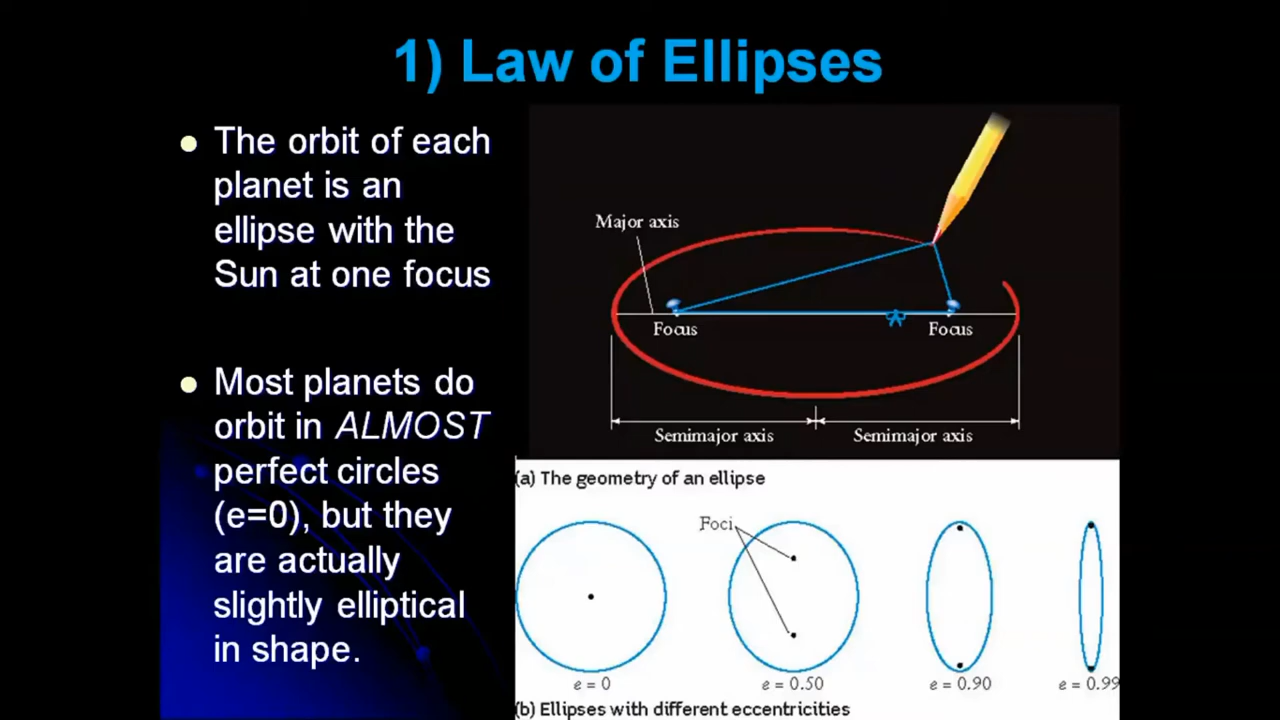 1) Law of Ellipses
The orbit of each
planet is an
ellipse with the
Sun at one focus
Most planets do
orbit in ALMOST
perfect circles
(e=0), but they
are actually
slightly elliptical
in shape.
Major axis
Focus
Focus
Semimajor axis
Semimajor axis
(a) The geometry of an ellipse
Foci
e = 0
e = 0.50
e = 0.90
e = 0.99
(b) Ellipses with different eccentricities